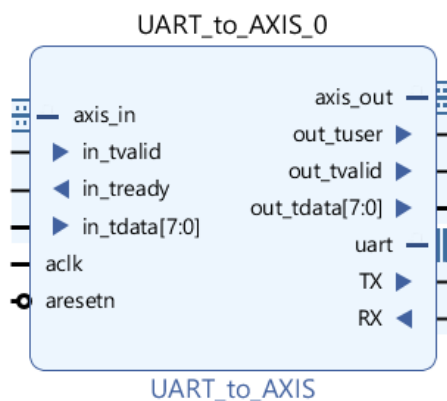 UART_to_AXIS_0
axis_in
in_tvalid
in_tready
in_tdata[7:0]
aclk
aresetn
axis_out
out_tuser
out_tvalid
out_tdata[7:0]
uart
TX
RX
UART_to_AXIS